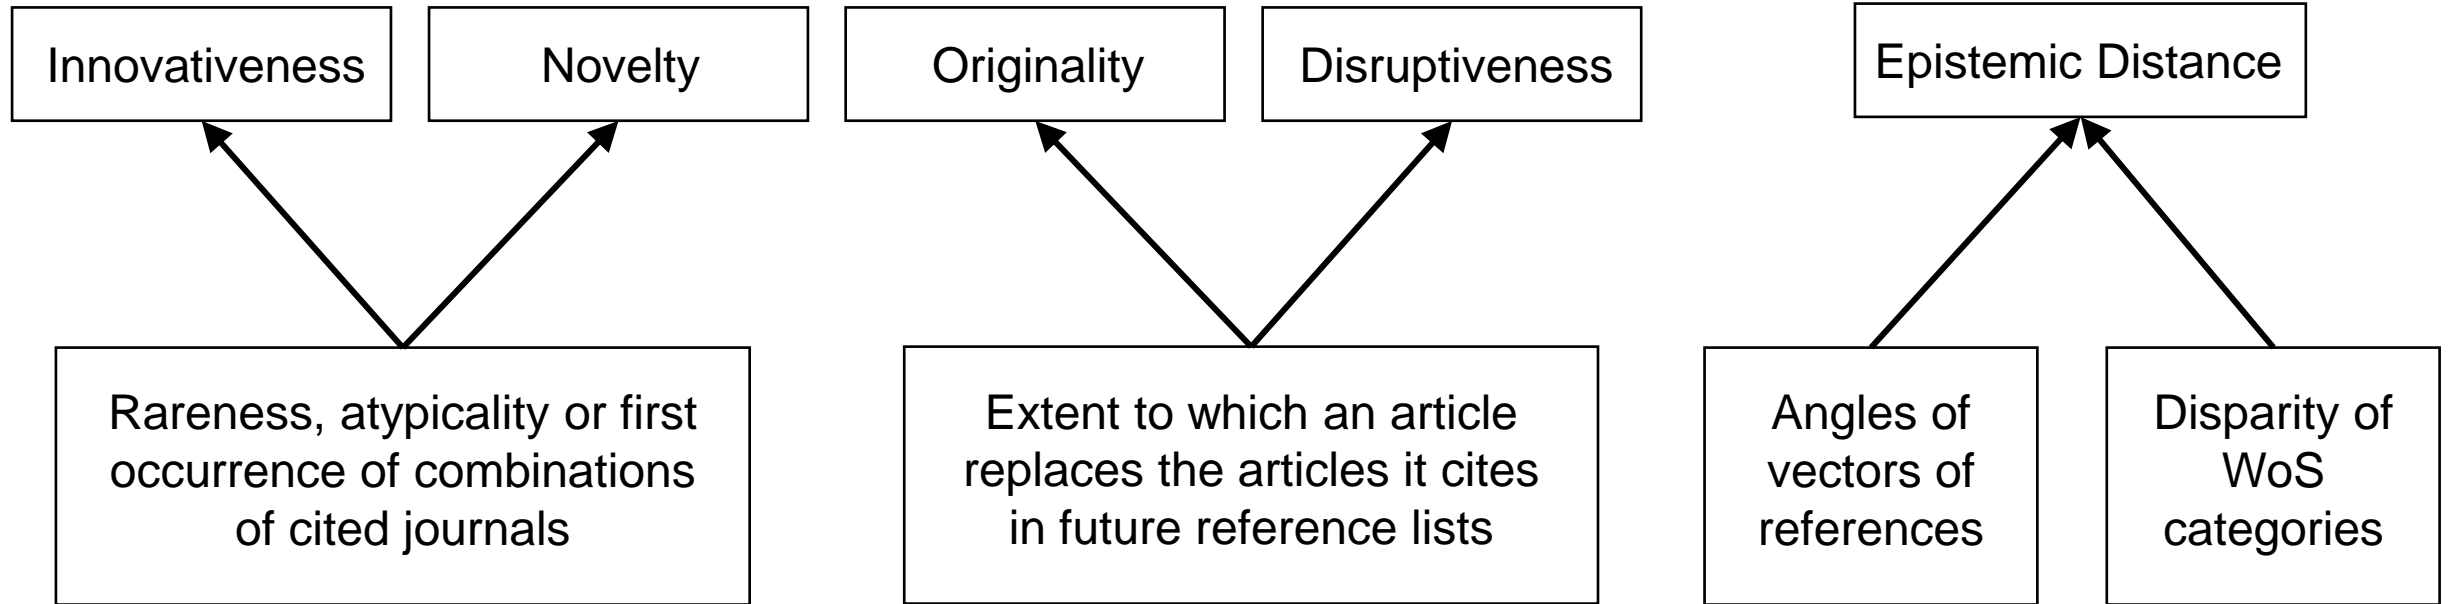 Innovativeness
Novelty
Originality
Disruptiveness
Epistemic Distance
Rareness, atypicality or first
occurrence of combinations
of cited journals
Extent to which an article
replaces the articles it cites
in future reference lists
Angles of
vectors of
references
Disparity of
WoS
categories